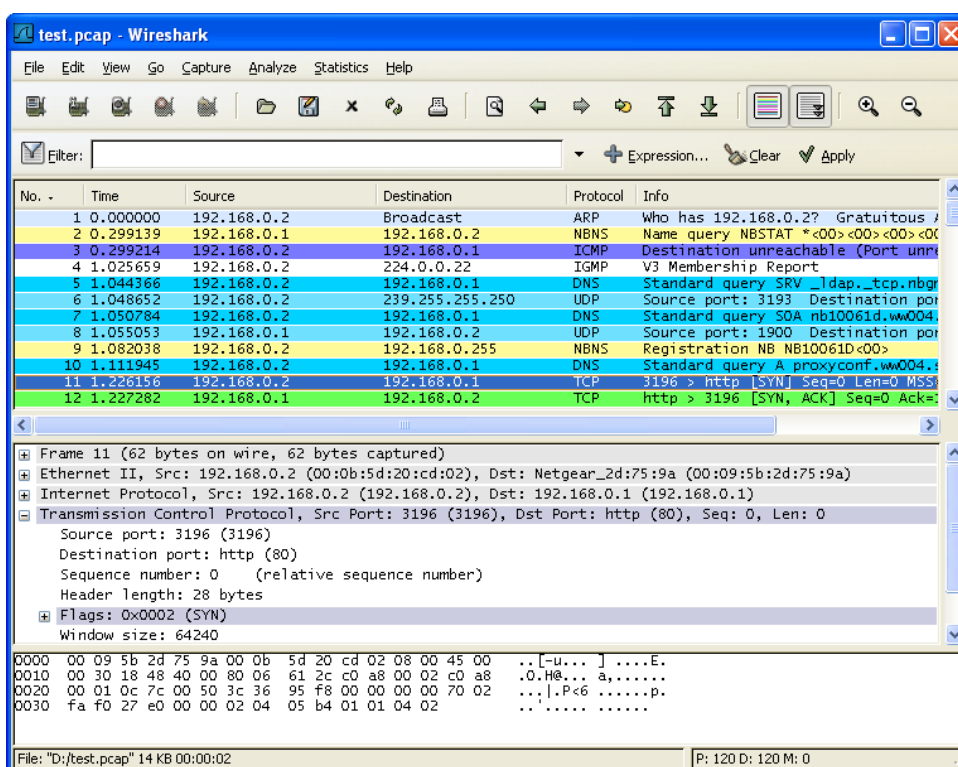 test.pcap - Wireshark
File Edit View Go Capture Analyze Statistics Help
Filter: Expression... Clear Apply
No. - Time Source Destination Protocol Info
1 0.000000 192.168.0.2 Broadcast ARP Who has 192.168.0.2? Gratuitous
2 0.299139 192.168.0.1 192.168.0.2 NBNS Name query NBSTAT *<00><00><00><00
3 0.299214 192.168.0.2 192.168.0.1 ICMP Destination unreachable (Port unre
4 1.025659 192.168.0.2 224.0.0.22 IGMP V3 Membership Report
5 1.044366 192.168.0.2 192.168.0.1 DNS Standard query SRV _ldap._tcp.nbgr
6 1.048652 192.168.0.2 239.255.255.250 UDP Source port: 3193 Destination por
7 1.050784 192.168.0.2 192.168.0.1 DNS Standard query SOA nb10061d.ww004.
8 1.055053 192.168.0.1 192.168.0.2 UDP Source port: 1900 Destination por
9 1.082038 192.168.0.2 192.168.0.255 NBNS Registration NB NB10061D<00>
10 1.111945 192.168.0.2 192.168.0.1 DNS Standard query A proxyconf.ww004.s
11 1.226156 192.168.0.2 192.168.0.1 TCP 3196 > http [SYN] Seq=0 Len=0 MSS
12 1.227282 192.168.0.1 192.168.0.2 TCP http > 3196 [SYN, ACK] Seq=0 Ack=1
Frame 11 (62 bytes on wire, 62 bytes captured)
Ethernet II, Src: 192.168.0.2 (00:0b:5d:20:cd:02), Dst: Netgear_2d:75:9a (00:09:5b:2d:75:9a)
Internet Protocol, Src: 192.168.0.2 (192.168.0.2), Dst: 192.168.0.1 (192.168.0.1)
Transmission Control Protocol, Src Port: 3196 (3196), Dst Port: http (80), Seq: 0, Len: 0
Source port: 3196 (3196)
Destination port: http (80)
Sequence number: 0 (relative sequence number)
Header length: 28 bytes
Flags: 0x0002 (SYN)
Window size: 64240
0000 00 09 5b 2d 75 9a 00 0b 5d 20 cd 02 08 00 45 00 ..[-u... ] ....E.
0010 00 30 18 48 40 00 80 06 61 2c c0 a8 00 02 c0 a8 .0.H@... a,......
0020 00 01 0c 7c 00 50 3c 36 95 f8 00 00 00 00 70 02 ...|.P<6 ......p.
0030 fa f0 27 e0 00 00 02 04 05 b4 01 01 04 02 ..'..... ......
File: "D:/test.pcap" 14 KB 00:00:02 P: 120 D: 120 M: 0